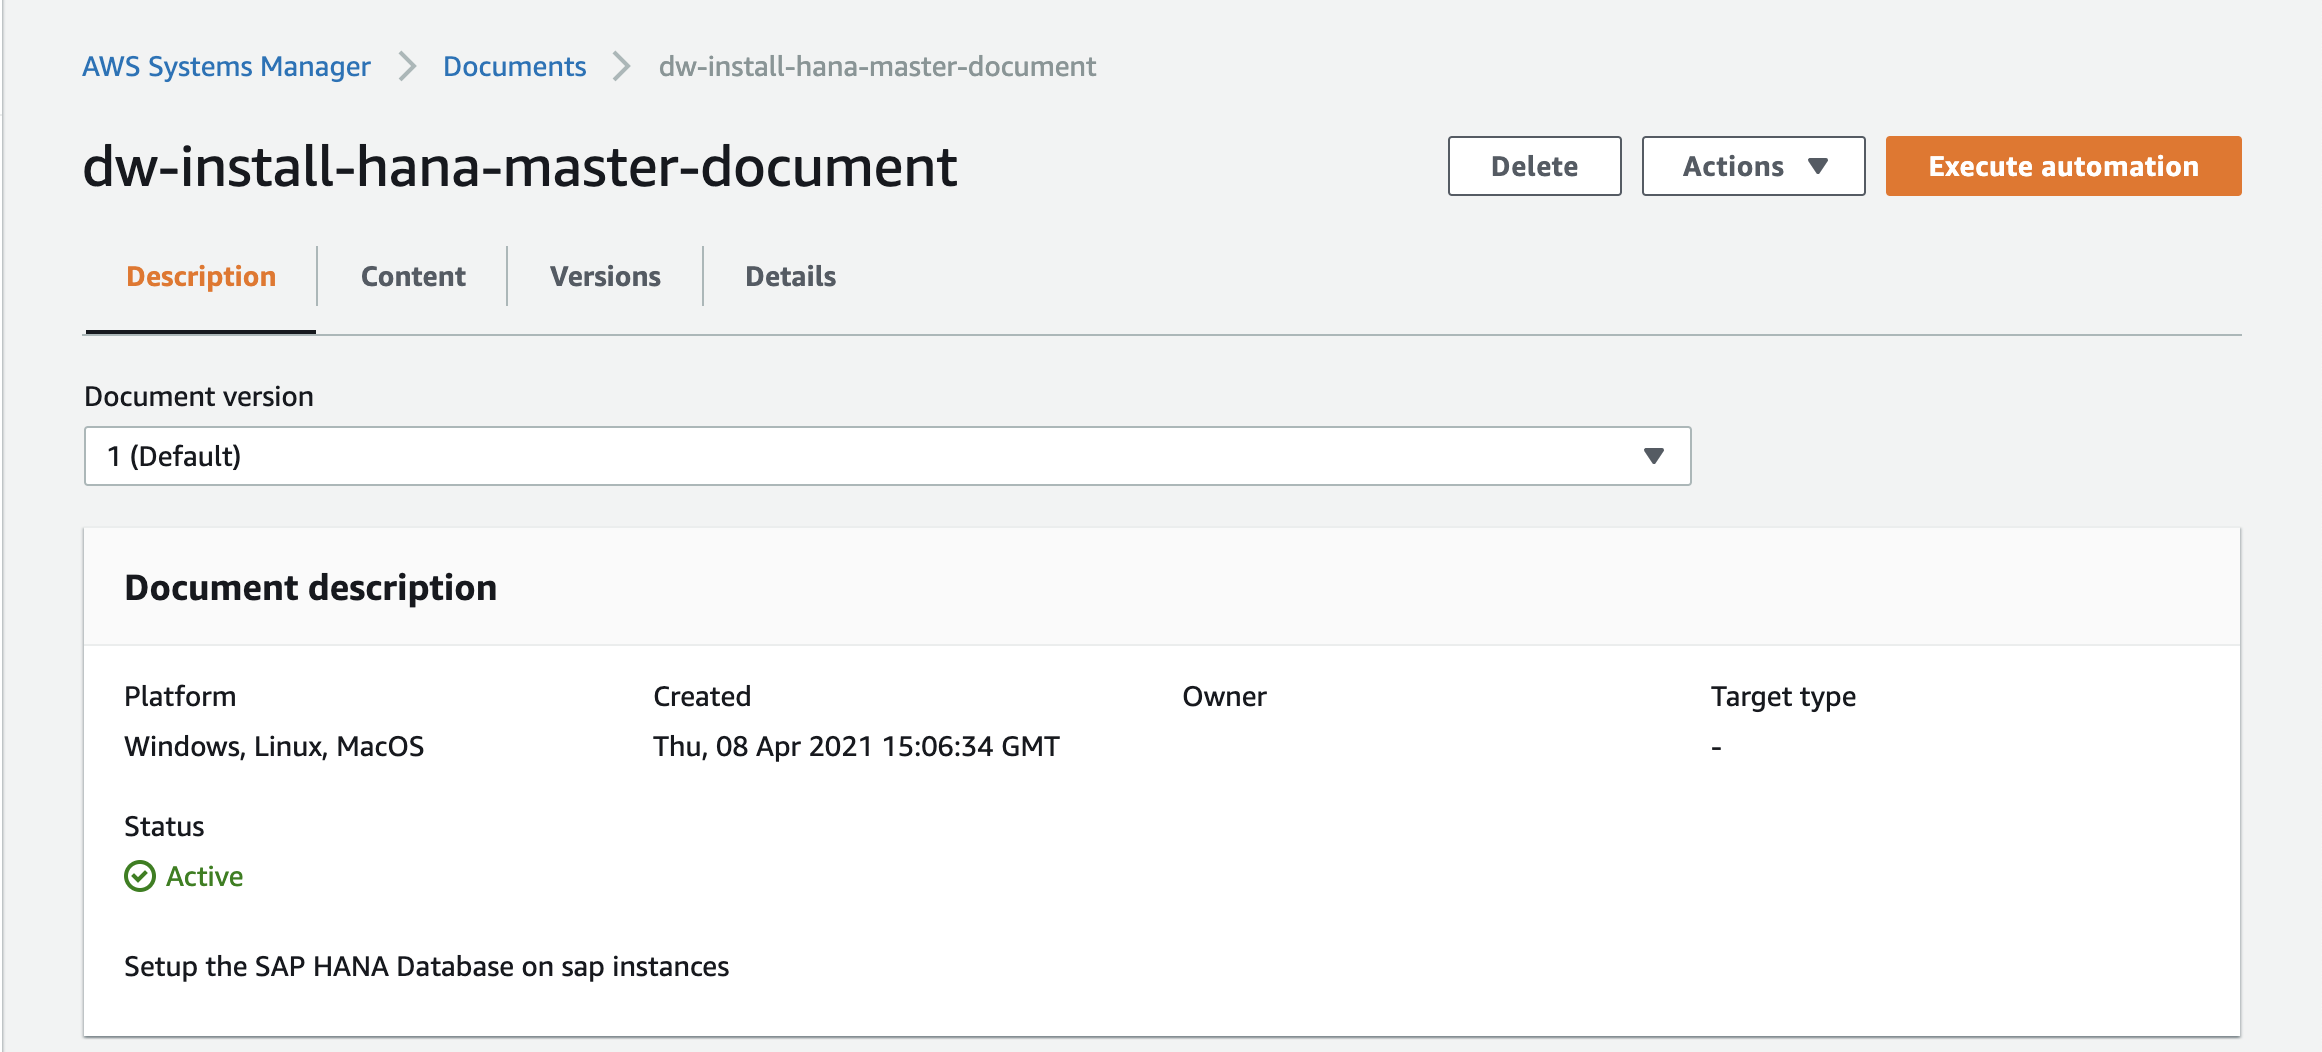 AWS Systems Manager > Documents > dw-install-hana-master-document
dw-install-hana-master-document
Delete
Actions
Execute automation
Description
Content
Versions
Details
Document version
1 (Default)
Document description
Platform
Windows, Linux, MacOS
Created
Thu, 08 Apr 2021 15:06:34 GMT
Owner
Target type
-
Status
Active
Setup the SAP HANA Database on sap instances